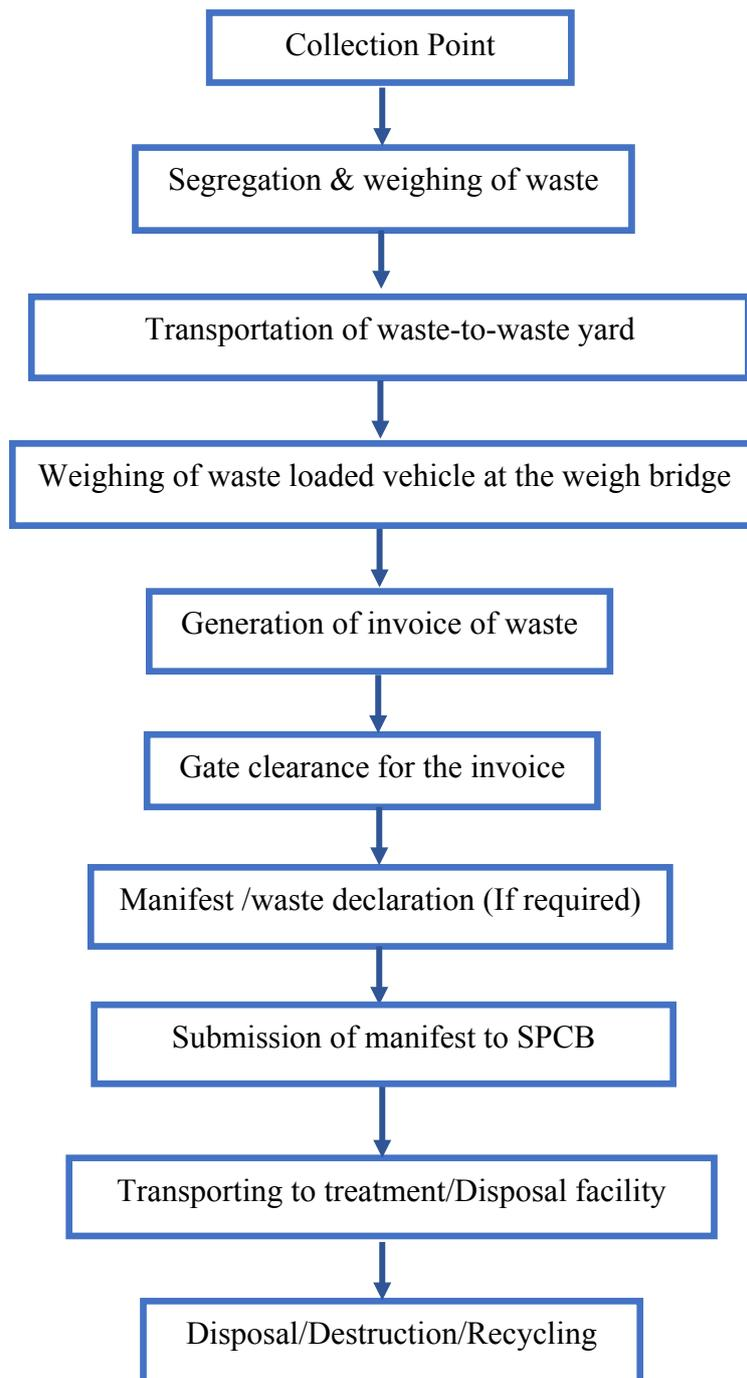 Collection Point
Segregation & weighing of waste
Transportation of waste-to-waste yard
Weighing of waste loaded vehicle at the weigh bridge
Generation of invoice of waste
Gate clearance for the invoice
Manifest /waste declaration (If required)
Submission of manifest to SPCB
Transporting to treatment/Disposal facility
Disposal/Destruction/Recycling